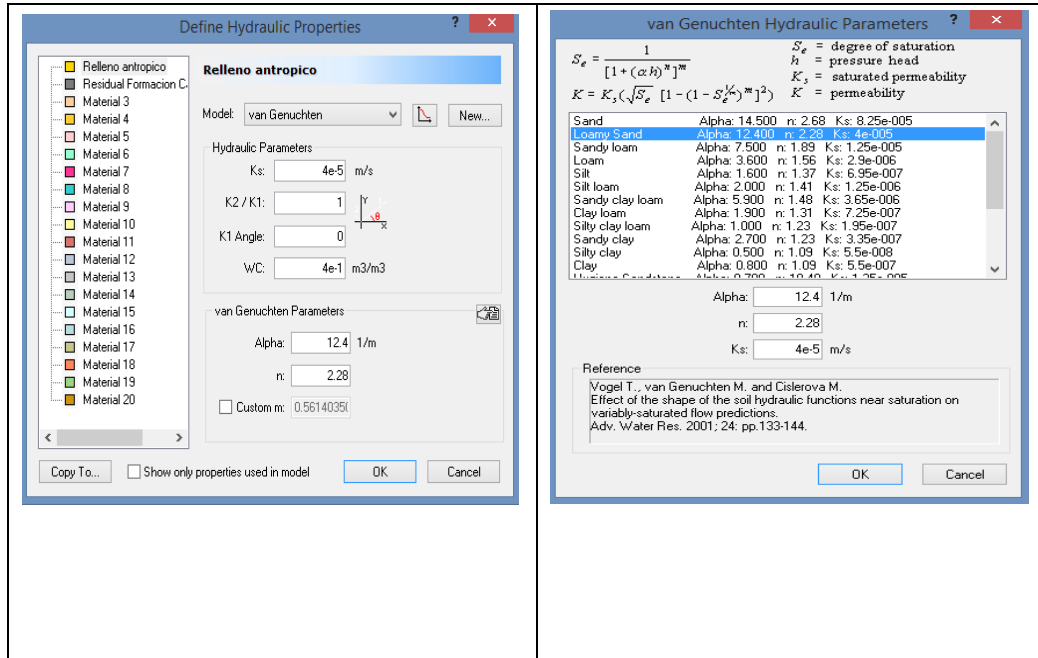 Define Hydraulic Properties
? ×
Relleno antropico
Residual Formacion C
Material 3
Material 4
Material 5
Material 6
Material 7
Material 8
Material 9
Material 10
Material 11
Material 12
Material 13
Material 14
Material 15
Material 16
Material 17
Material 18
Material 19
Material 20
Relleno antropico
Model: van Genuchten New...
Hydraulic Parameters
Ks: 4e-5 m/s
K2 / K1: 1
Y
θ
x
K1 Angle: 0
WC: 4e-1 m3/m3
van Genuchten Parameters
Alpha: 12.4 1/m
n: 2.28
Custom m: 0.5614035(
Copy To... Show only properties used in model OK Cancel
van Genuchten Hydraulic Parameters
? ×
Se = 1 / [1 + (αh)^n]^m
K = Ks(√Se [1 - (1 - Se^(1/m))^m]^2)
Se = degree of saturation
h = pressure head
Ks = saturated permeability
K = permeability
Sand Alpha: 14.500 n: 2.68 Ks: 8.25e-005
Loamy Sand Alpha: 12.400 n: 2.28 Ks: 4e-005
Sandy loam Alpha: 7.500 n: 1.89 Ks: 1.25e-005
Loam Alpha: 3.600 n: 1.56 Ks: 2.9e-006
Silt Alpha: 1.600 n: 1.37 Ks: 6.95e-007
Silt loam Alpha: 2.000 n: 1.41 Ks: 1.25e-006
Sandy clay loam Alpha: 5.900 n: 1.48 Ks: 3.65e-006
Clay loam Alpha: 1.900 n: 1.31 Ks: 7.25e-007
Silty clay loam Alpha: 1.000 n: 1.23 Ks: 1.95e-007
Sandy clay Alpha: 2.700 n: 1.23 Ks: 3.35e-007
Silty clay Alpha: 0.500 n: 1.09 Ks: 5.5e-008
Clay Alpha: 0.800 n: 1.09 Ks: 5.5e-007
Alpha: 12.4 1/m
n: 2.28
Ks: 4e-5 m/s
Reference
Vogel T., van Genuchten M. and Cislerova M.
Effect of the shape of the soil hydraulic functions near saturation on
variably-saturated flow predictions.
Adv. Water Res. 2001; 24: pp.133-144.
OK Cancel